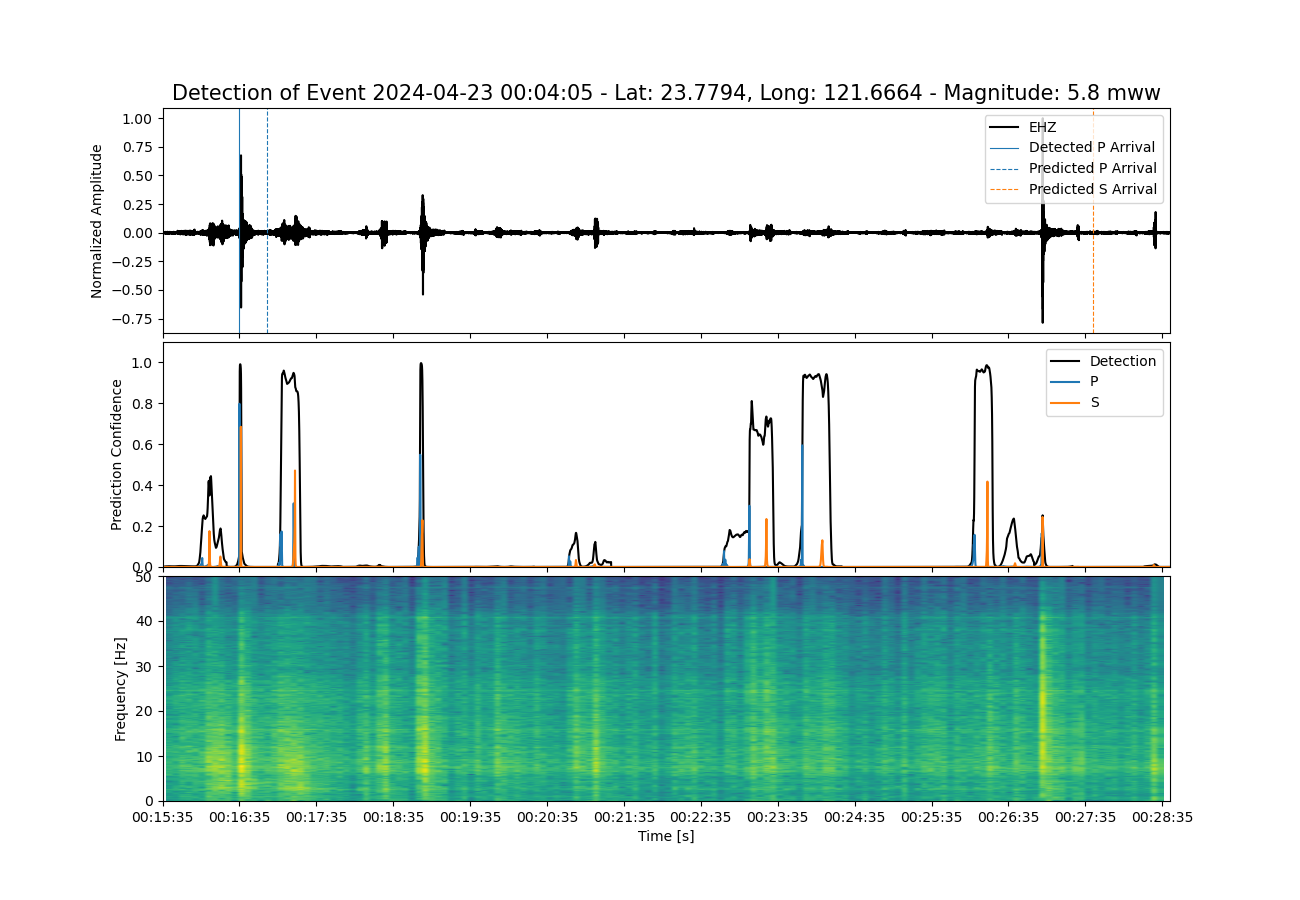 Detection of Event 2024-04-23 00:04:05 - Lat: 23.7794, Long: 121.6664 - Magnitude: 5.8 mww
Normalized Amplitude
1.00
0.75
0.50
0.25
0.00
−0.25
−0.50
−0.75
EHZ
Detected P Arrival
Predicted P Arrival
Predicted S Arrival
Prediction Confidence
1.0
0.8
0.6
0.4
0.2
0.0
Detection
P
S
Frequency [Hz]
50
40
30
20
10
0
00:15:35 00:16:35 00:17:35 00:18:35 00:19:35 00:20:35 00:21:35 00:22:35 00:23:35 00:24:35 00:25:35 00:26:35 00:27:35 00:28:35
Time [s]